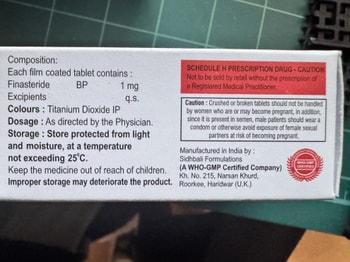 Composition:
Each film coated tablet contains :
Finasteride BP 1 mg
Excipients q.s.
Colours : Titanium Dioxide IP
Dosage : As directed by the Physician.
Storage : Store protected from light
and moisture, at a temperature
not exceeding 25°C.
Keep the medicine out of reach of children.
Improper storage may deteriorate the product.
SCHEDULE H PRESCRIPTION DRUG - CAUTION
Not to be sold by retail without the prescription of
a Registered Medical Practitioner.
Caution : Crushed or broken tablets should not be handled
by women who are or may become pregnant, in addition,
since it is present in semen, male patients should wear a
condom or otherwise avoid exposure of female sexual
partners at risk of becoming pregnant.
Manufactured in India by :
Sidhbali Formulations
(A WHO-GMP Certified Company)
Kh. No. 215, Narsan Khurd,
Roorkee, Haridwar (U.K.)